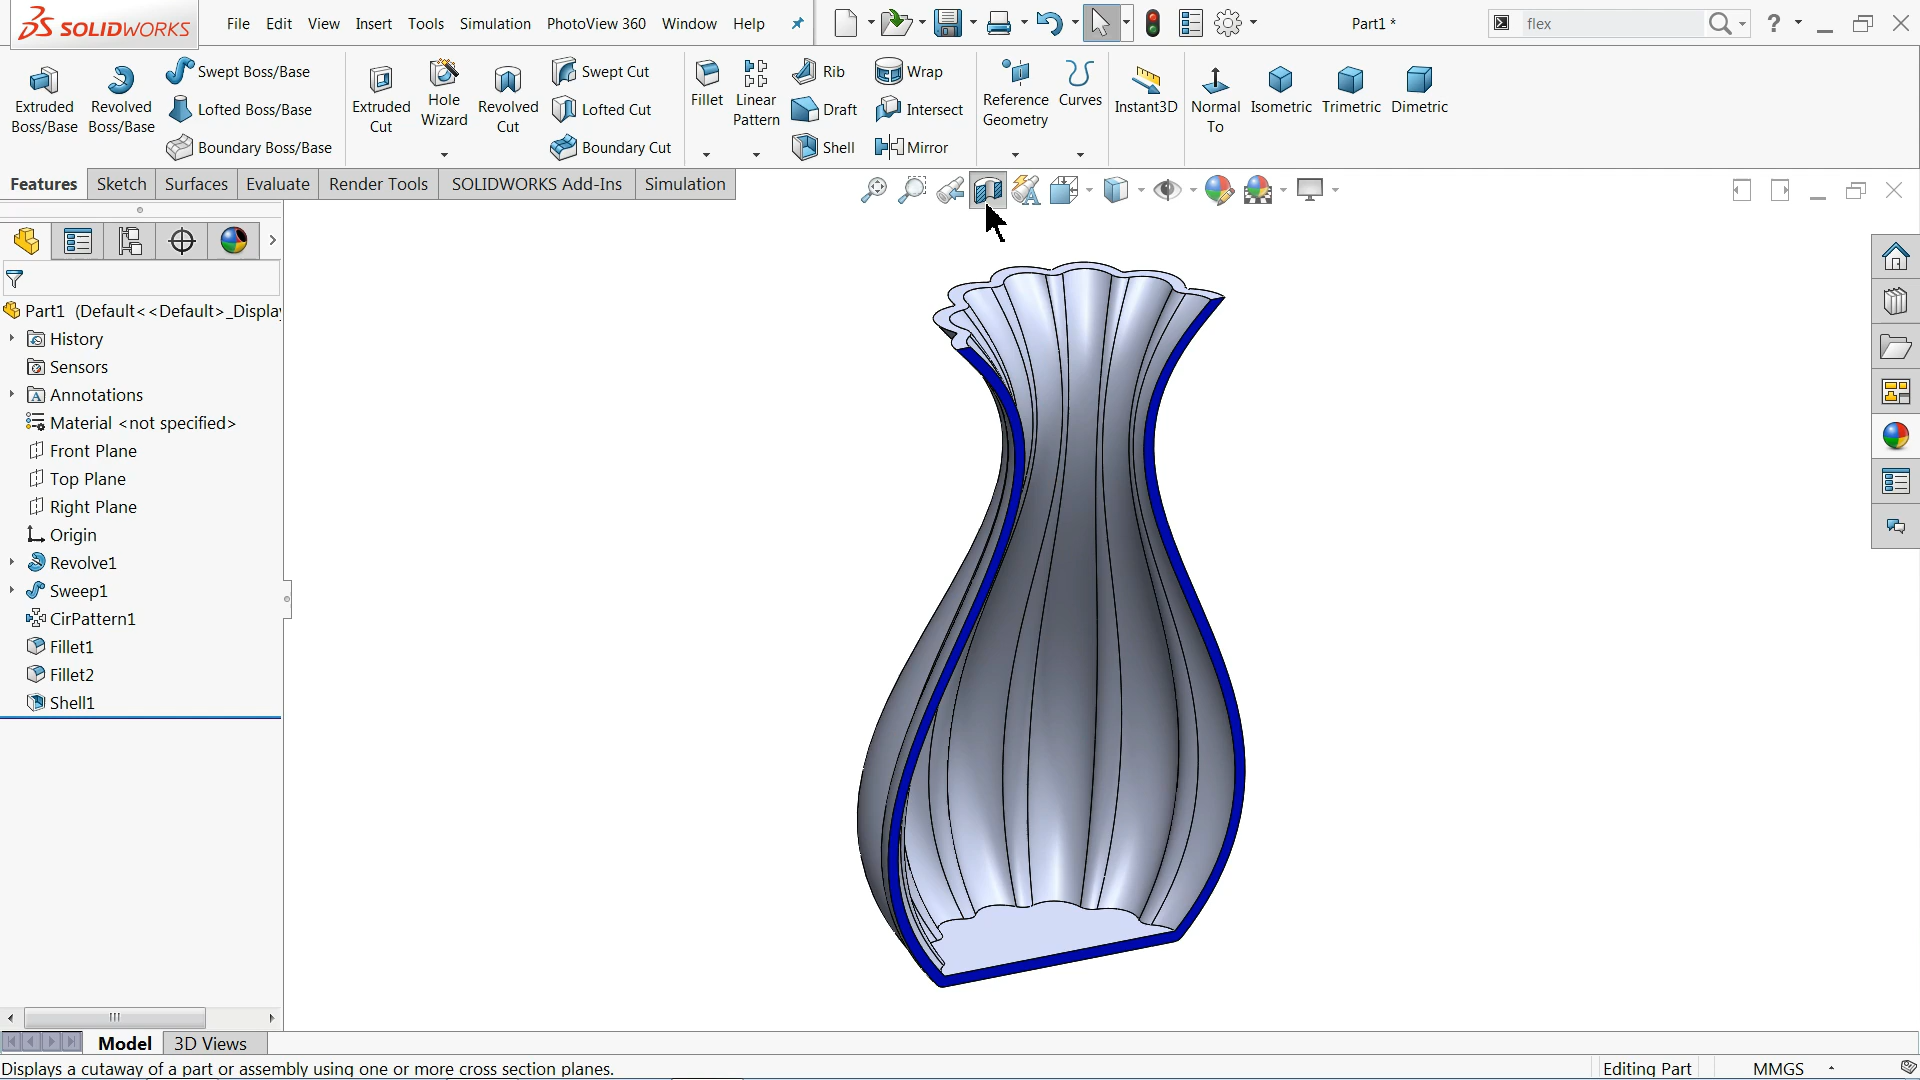 SOLIDWORKS File Edit View Insert Tools Simulation PhotoView 360 Window Help Part1 * flex ?
Extruded Boss/Base
Revolved Boss/Base
Swept Boss/Base
Lofted Boss/Base
Boundary Boss/Base
Extruded Cut
Hole Wizard
Revolved Cut
Swept Cut
Lofted Cut
Boundary Cut
Fillet
Linear Pattern
Rib
Draft
Shell
Wrap
Intersect
Mirror
Reference Geometry
Curves
Instant3D
Normal To
Isometric
Trimetric
Dimetric
Features Sketch Surfaces Evaluate Render Tools SOLIDWORKS Add-Ins Simulation
Part1 (Default<<Default>_Displa
History
Sensors
Annotations
Material <not specified>
Front Plane
Top Plane
Right Plane
Origin
Revolve1
Sweep1
CirPattern1
Fillet1
Fillet2
Shell1
Model 3D Views
Displays a cutaway of a part or assembly using one or more cross section planes. Editing Part MMGS